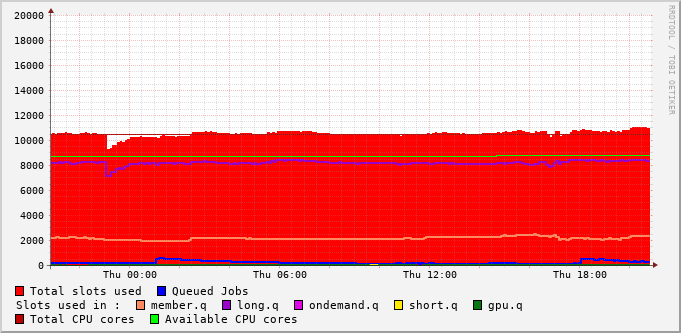 20000
18000
16000
14000
12000
10000
8000
6000
4000
2000
0
Thu 00:00 Thu 06:00 Thu 12:00 Thu 18:00
RRDTOOL / TOBI OETIKER
Total slots used Queued Jobs
Slots used in : member.q long.q ondemand.q short.q gpu.q
Total CPU cores Available CPU cores